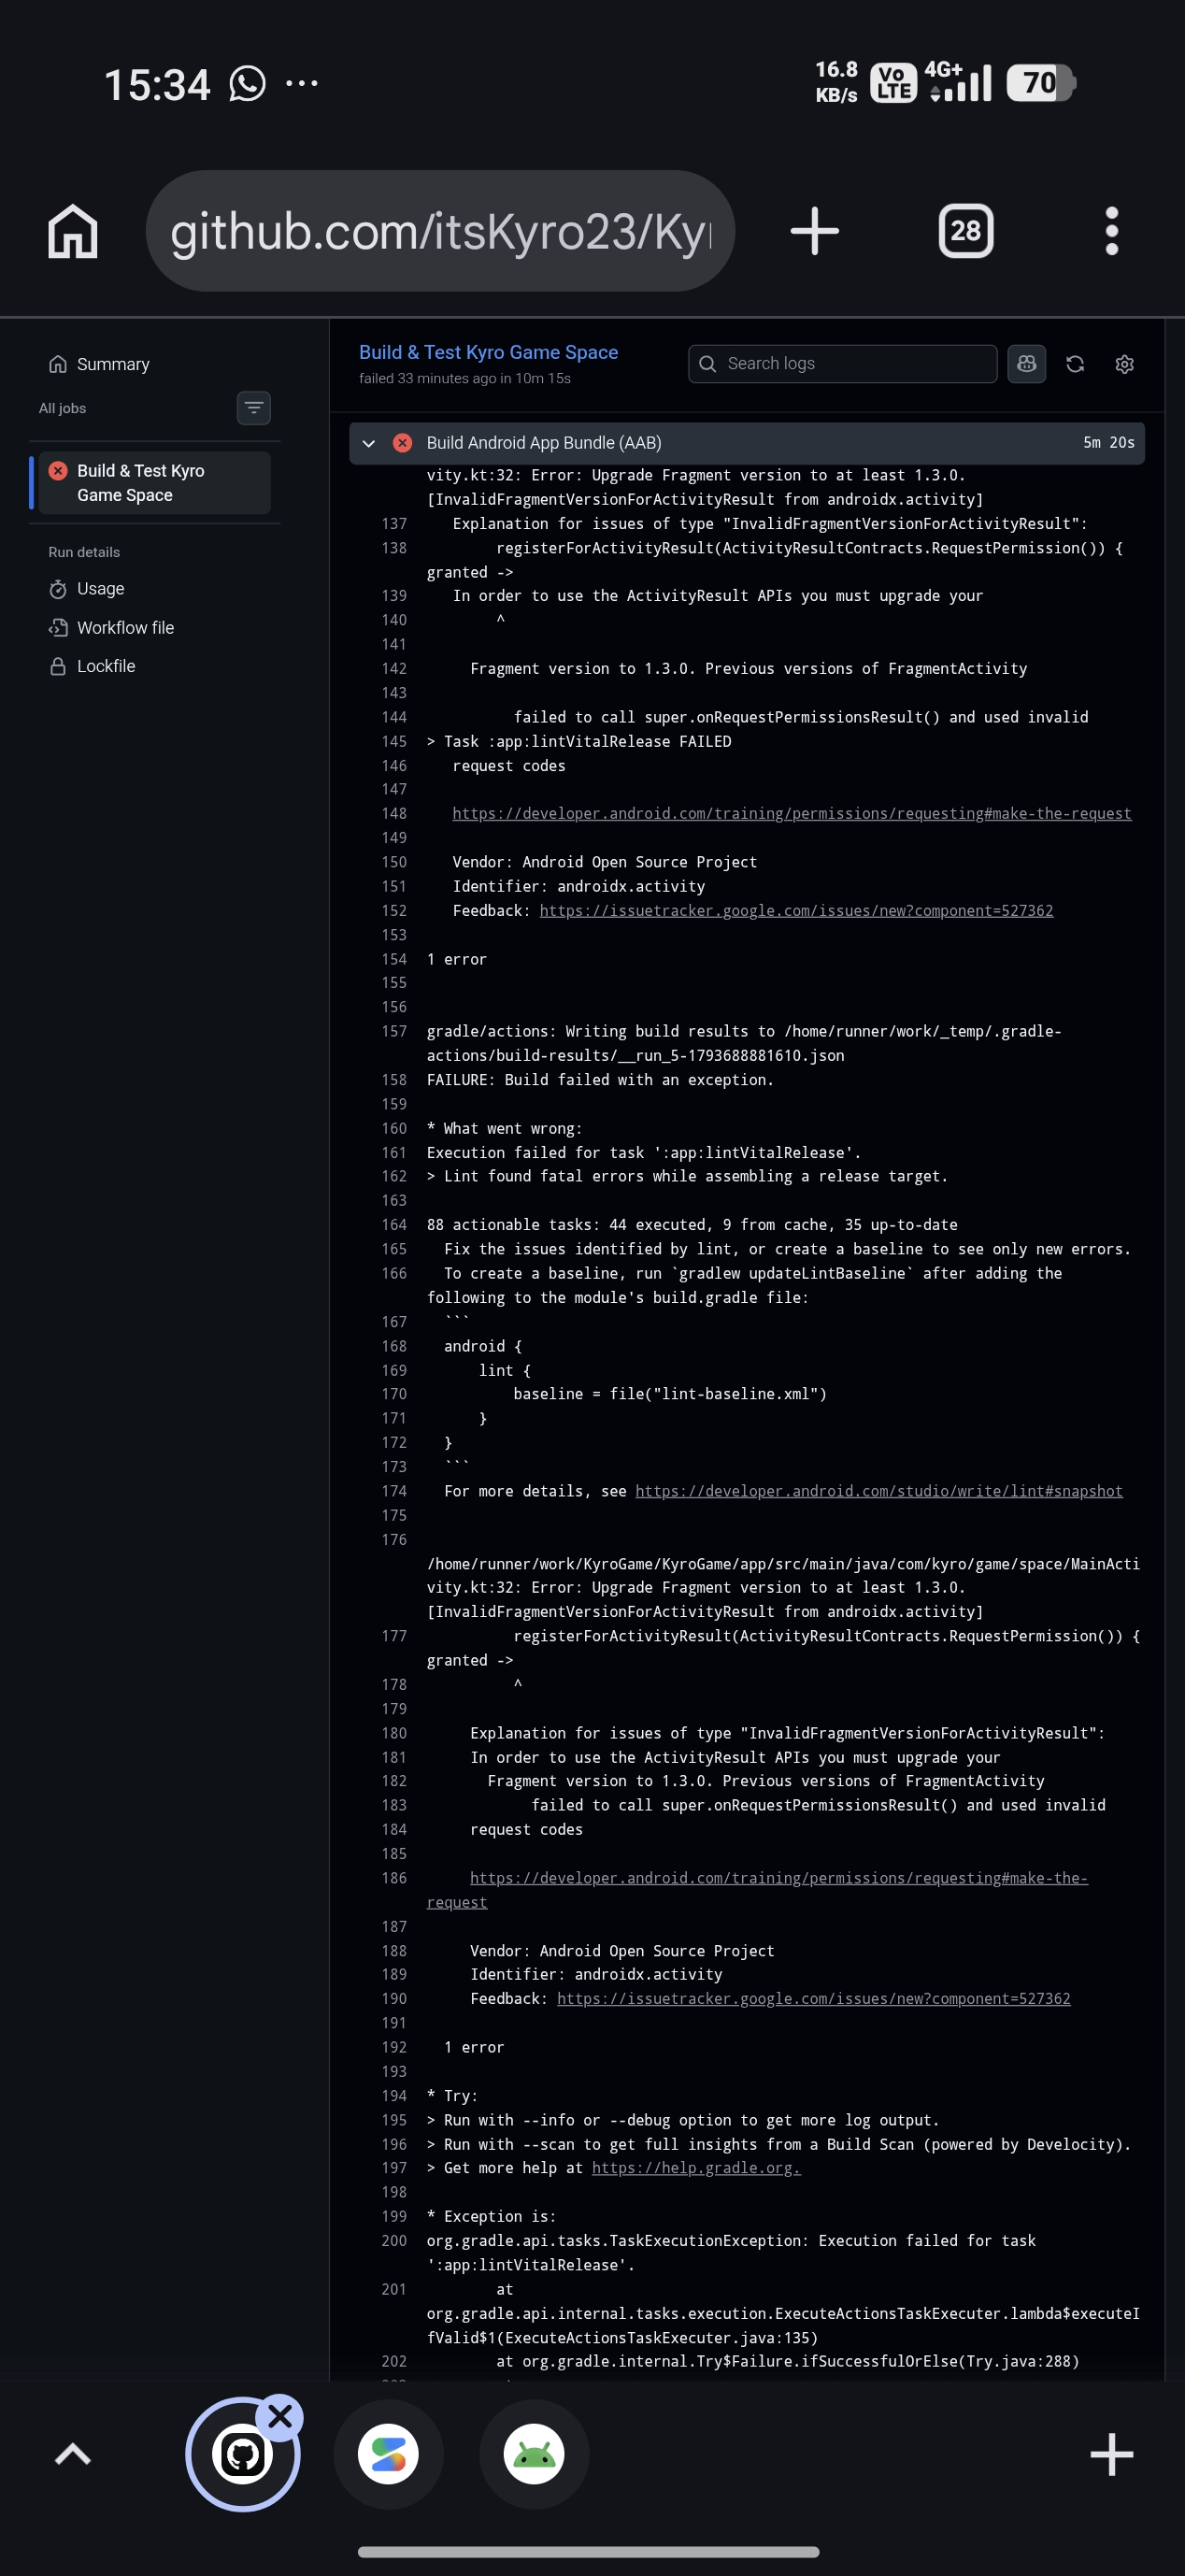 15:34
16.8
KB/s
Vo
LTE
4G+
70
github.com/itsKyro23/Ky
28
Summary
All jobs
Build & Test Kyro
Game Space
Run details
Usage
Workflow file
Lockfile
Build & Test Kyro Game Space
failed 33 minutes ago in 10m 15s
Search logs
Build Android App Bundle (AAB)
5m 20s
vity.kt:32: Error: Upgrade Fragment version to at least 1.3.0.
[InvalidFragmentVersionForActivityResult from androidx.activity]
137 Explanation for issues of type "InvalidFragmentVersionForActivityResult":
138 registerForActivityResult(ActivityResultContracts.RequestPermission()) {
granted ->
139 In order to use the ActivityResult APIs you must upgrade your
140 ^
141
142 Fragment version to 1.3.0. Previous versions of FragmentActivity
143
144 failed to call super.onRequestPermissionsResult() and used invalid
145 > Task :app:lintVitalRelease FAILED
146 request codes
147
148 https://developer.android.com/training/permissions/requesting#make-the-request
149
150 Vendor: Android Open Source Project
151 Identifier: androidx.activity
152 Feedback: https://issuetracker.google.com/issues/new?component=527362
153
154 1 error
155
156
157 gradle/actions: Writing build results to /home/runner/work/_temp/.gradle-
actions/build-results/__run_5-1793688881610.json
158 FAILURE: Build failed with an exception.
159
160 * What went wrong:
161 Execution failed for task ':app:lintVitalRelease'.
162 > Lint found fatal errors while assembling a release target.
163
164 88 actionable tasks: 44 executed, 9 from cache, 35 up-to-date
165 Fix the issues identified by lint, or create a baseline to see only new errors.
166 To create a baseline, run `gradlew updateLintBaseline` after adding the
following to the module's build.gradle file:
167 ```
168 android {
169 lint {
170 baseline = file("lint-baseline.xml")
171 }
172 }
173 ```
174 For more details, see https://developer.android.com/studio/write/lint#snapshot
175
176
/home/runner/work/KyroGame/KyroGame/app/src/main/java/com/kyro/game/space/MainActi
vity.kt:32: Error: Upgrade Fragment version to at least 1.3.0.
[InvalidFragmentVersionForActivityResult from androidx.activity]
177 registerForActivityResult(ActivityResultContracts.RequestPermission()) {
granted ->
178 ^
179
180 Explanation for issues of type "InvalidFragmentVersionForActivityResult":
181 In order to use the ActivityResult APIs you must upgrade your
182 Fragment version to 1.3.0. Previous versions of FragmentActivity
183 failed to call super.onRequestPermissionsResult() and used invalid
184 request codes
185
186 https://developer.android.com/training/permissions/requesting#make-the-
request
187
188 Vendor: Android Open Source Project
189 Identifier: androidx.activity
190 Feedback: https://issuetracker.google.com/issues/new?component=527362
191
192 1 error
193
194 * Try:
195 > Run with --info or --debug option to get more log output.
196 > Run with --scan to get full insights from a Build Scan (powered by Develocity).
197 > Get more help at https://help.gradle.org.
198
199 * Exception is:
200 org.gradle.api.tasks.TaskExecutionException: Execution failed for task
':app:lintVitalRelease'.
201 at
org.gradle.api.internal.tasks.execution.ExecuteActionsTaskExecuter.lambda$executeI
fValid$1(ExecuteActionsTaskExecuter.java:135)
202 at org.gradle.internal.Try$Failure.ifSuccessfulOrElse(Try.java:288)